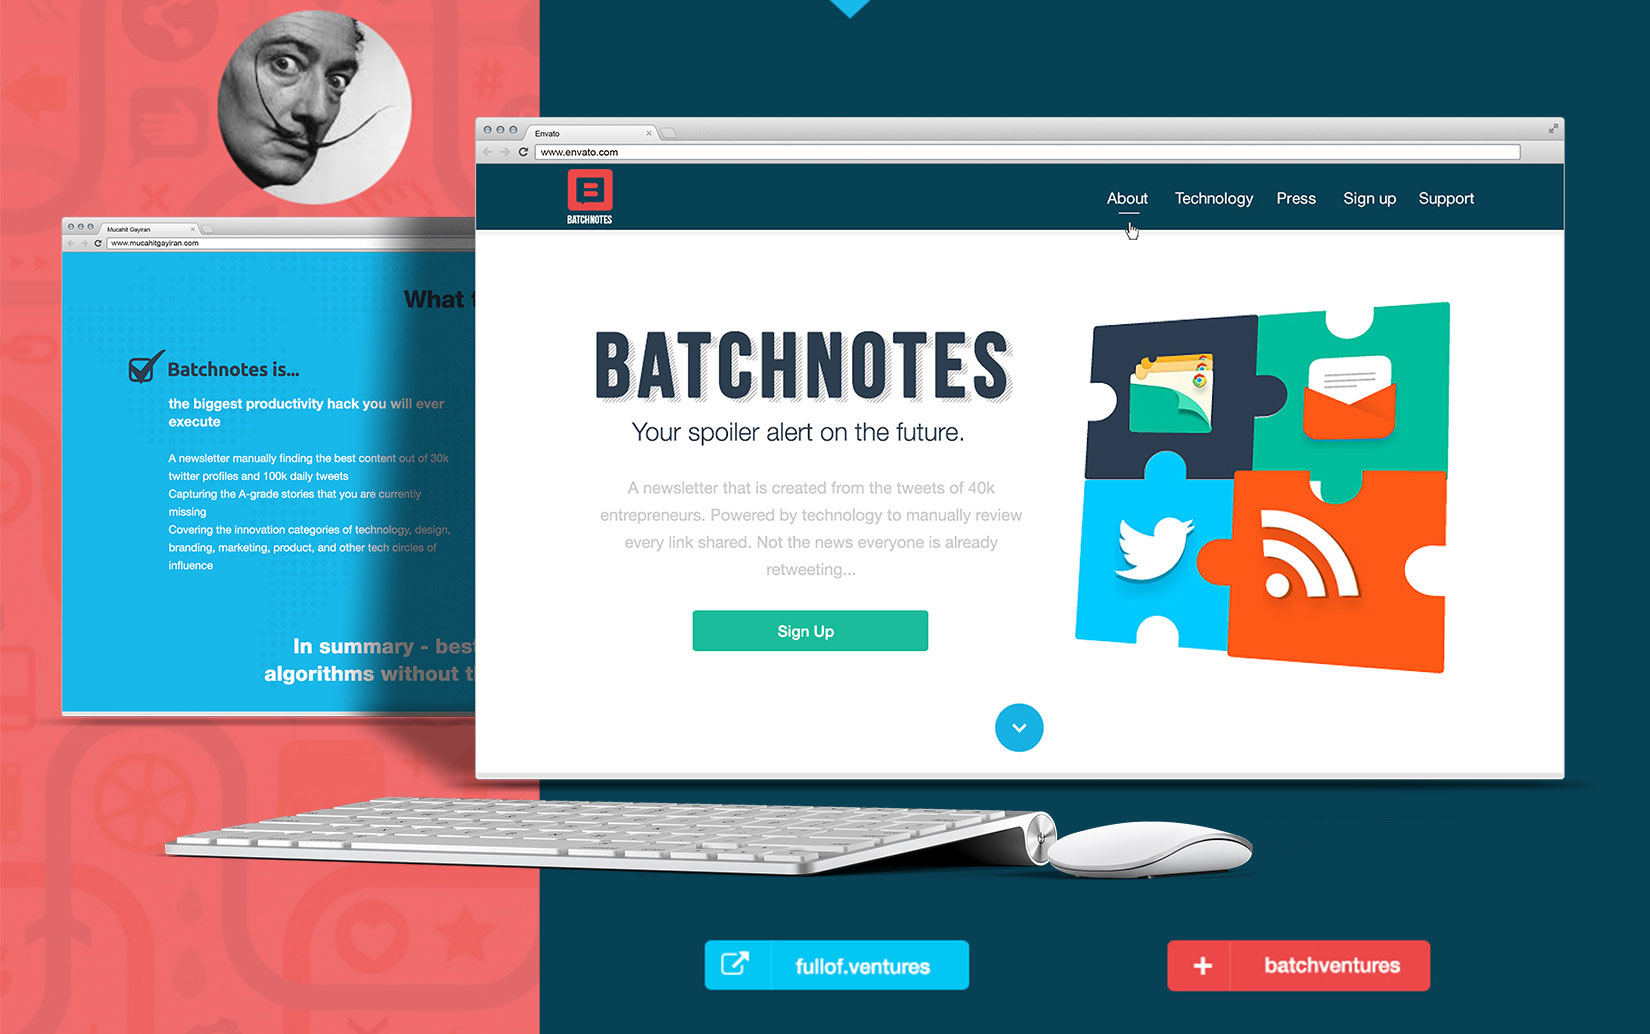 Mucahit Gayiran
www.mucahitgayiran.com
What
Batchnotes is...
the biggest productivity hack you will ever
execute
A newsletter manually finding the best content out of 30k
twitter profiles and 100k daily tweets
Capturing the A-grade stories that you are currently
missing
Covering the innovation categories of technology, design,
branding, marketing, product, and other tech circles of
influence
In summary - bes
algorithms without t
Envato
www.envato.com
BATCHNOTES
About Technology Press Sign up Support
BATCHNOTES
Your spoiler alert on the future.
A newsletter that is created from the tweets of 40k
entrepreneurs. Powered by technology to manually review
every link shared. Not the news everyone is already
retweeting...
Sign Up
fullof.ventures
batchventures